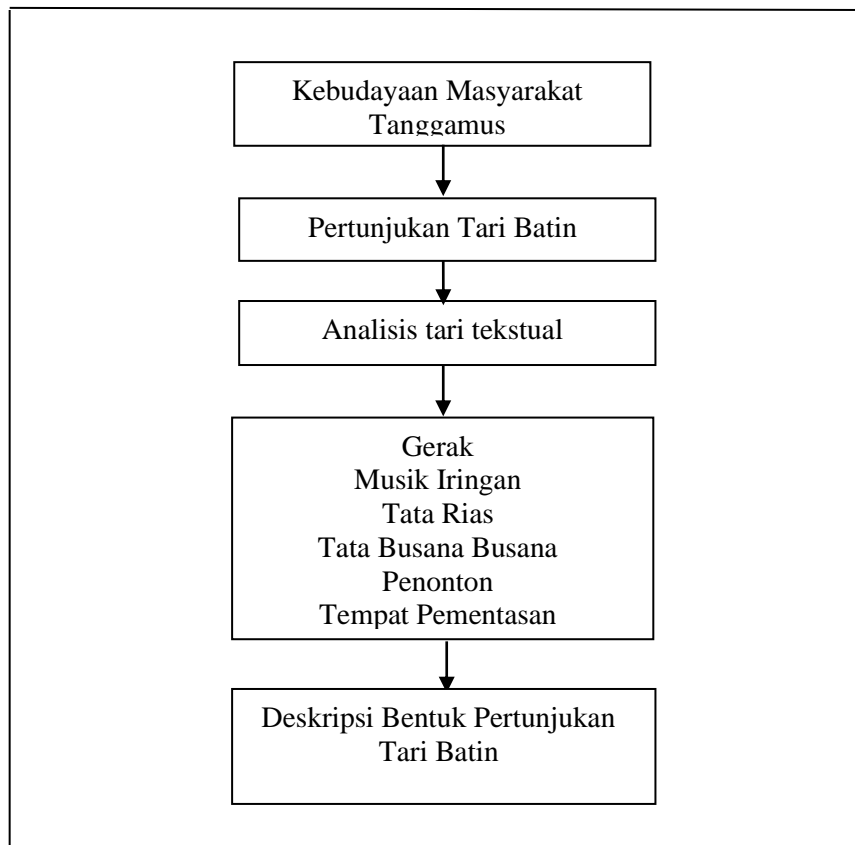 Kebudayaan Masyarakat
Tanggamus
Pertunjukan Tari Batin
Analisis tari tekstual
Gerak
Musik Iringan
Tata Rias
Tata Busana Busana
Penonton
Tempat Pementasan
Deskripsi Bentuk Pertunjukan
Tari Batin